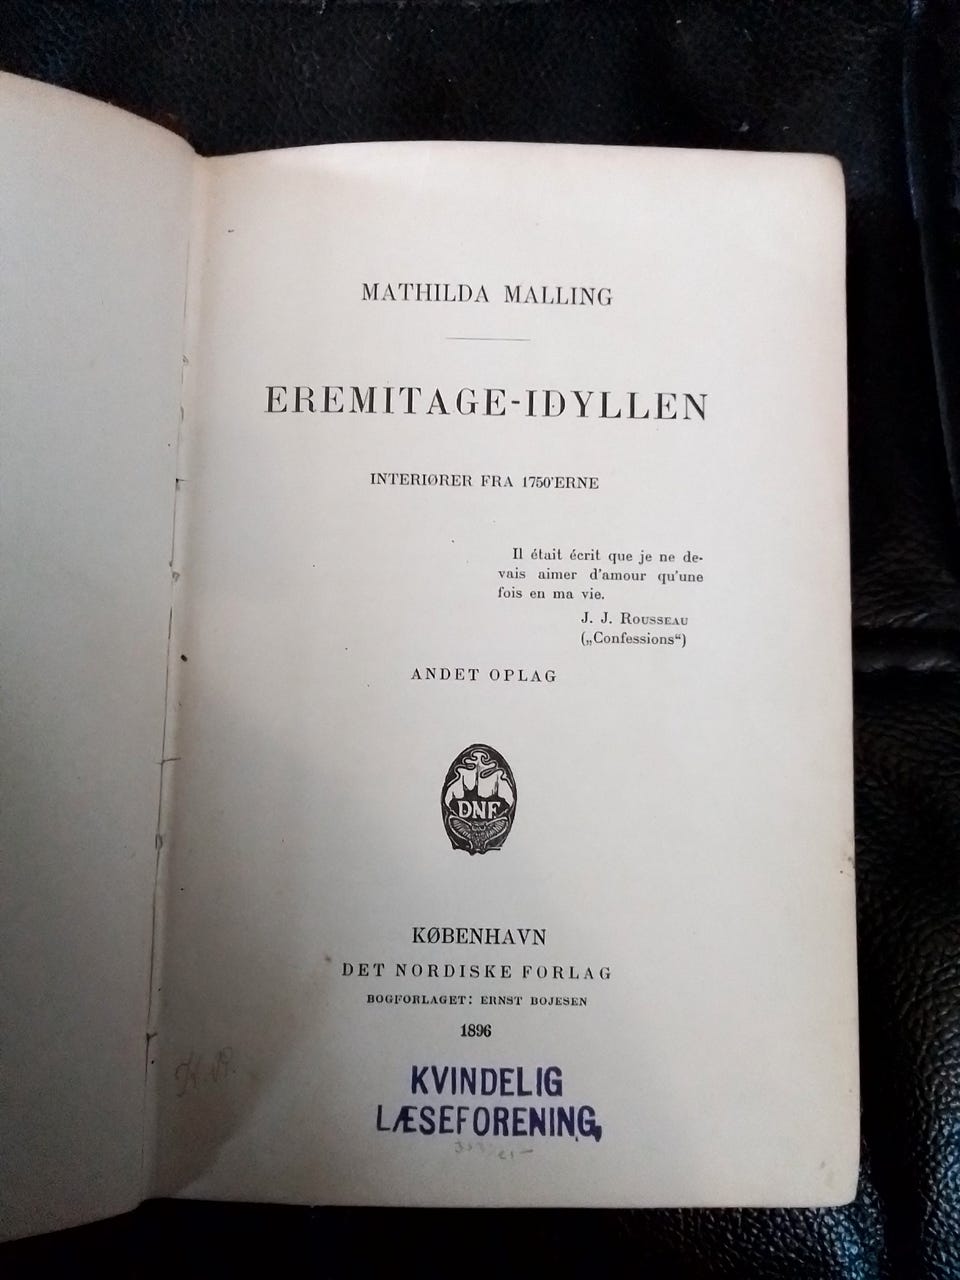 MATHILDA MALLING
EREMITAGE-IDYLLEN
INTERIØRER FRA 1750'ERNE
Il était écrit que je ne de-
vais aimer d'amour qu'une
fois en ma vie.
J. J. ROUSSEAU
(„Confessions“)
ANDET OPLAG
DNF
KØBENHAVN
DET NORDISKE FORLAG
BOGFORLAGET: ERNST BOJESEN
1896
KVINDELIG
LÆSEFORENING,